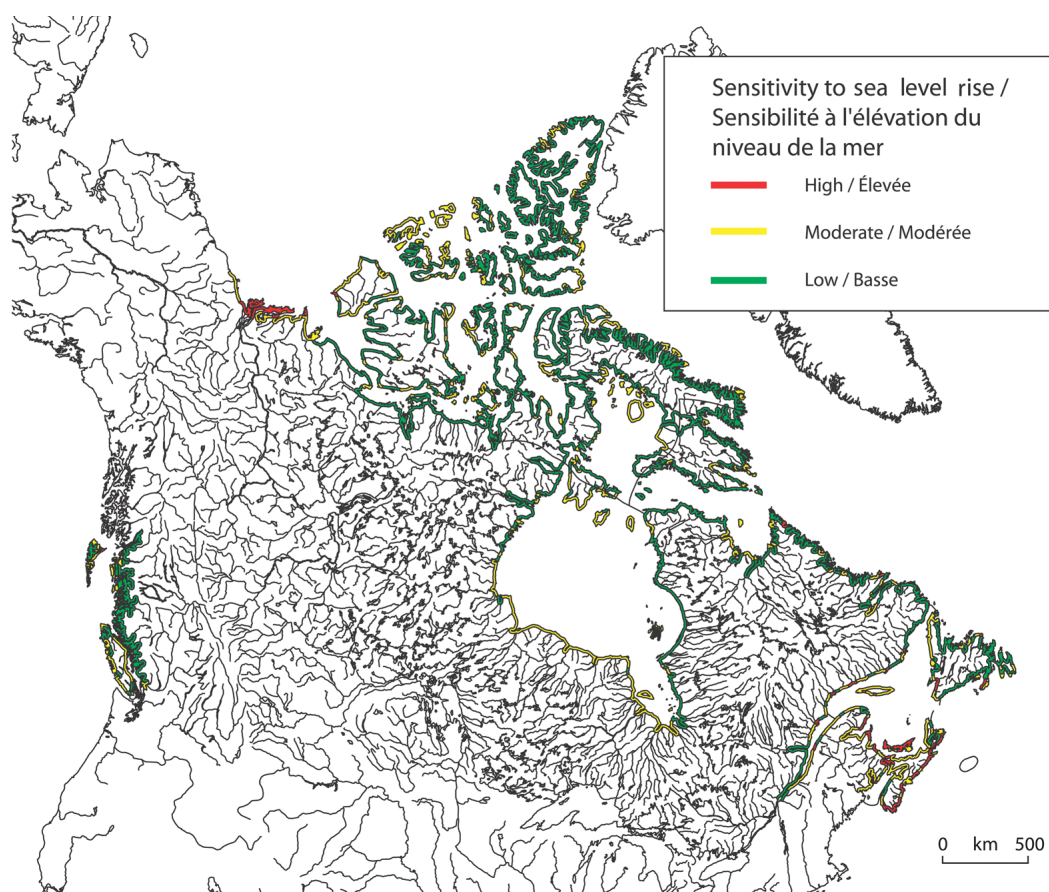 Sensitivity to sea level rise /
Sensibilité à l'élévation du
niveau de la mer
High / Élevée
Moderate / Modérée
Low / Basse
0 km 500